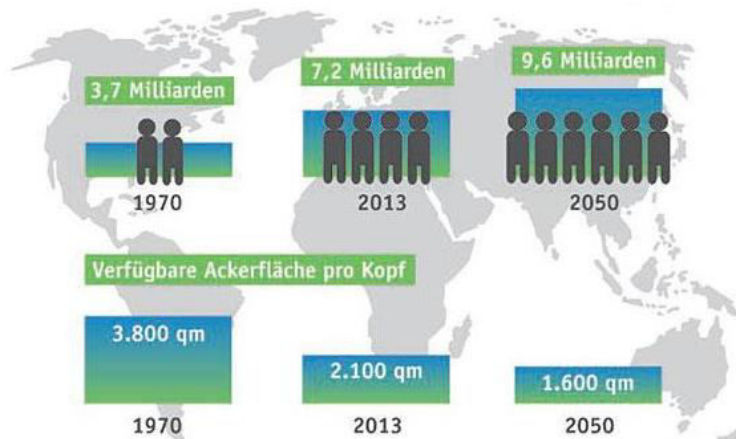 3,7 Milliarden
7,2 Milliarden
9,6 Milliarden
1970
2013
2050
Verfügbare Ackerfläche pro Kopf
3.800 qm
2.100 qm
1.600 qm
1970
2013
2050